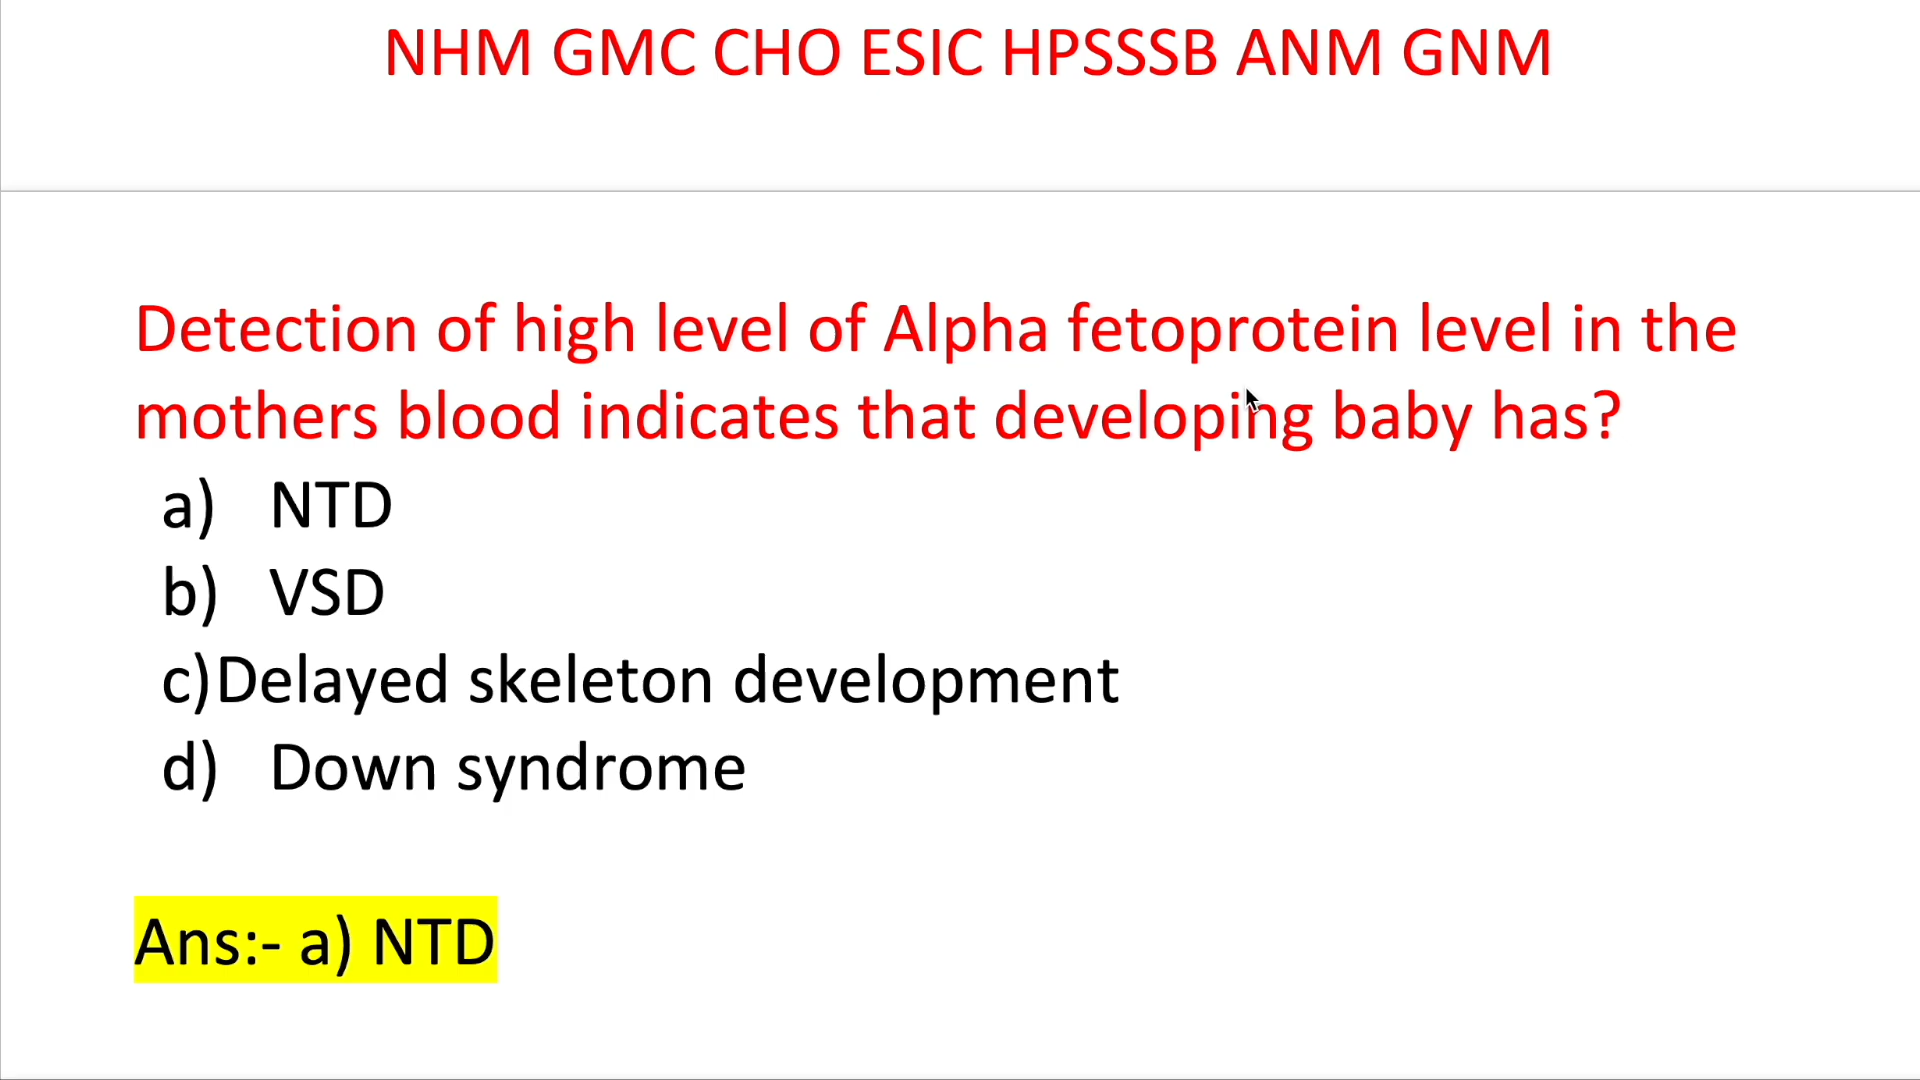 NHM GMC CHO ESIC HPSSSB ANM GNM
Detection of high level of Alpha fetoprotein level in the
mothers blood indicates that developing baby has?
a) NTD
b) VSD
c)Delayed skeleton development
d) Down syndrome
Ans:- a) NTD